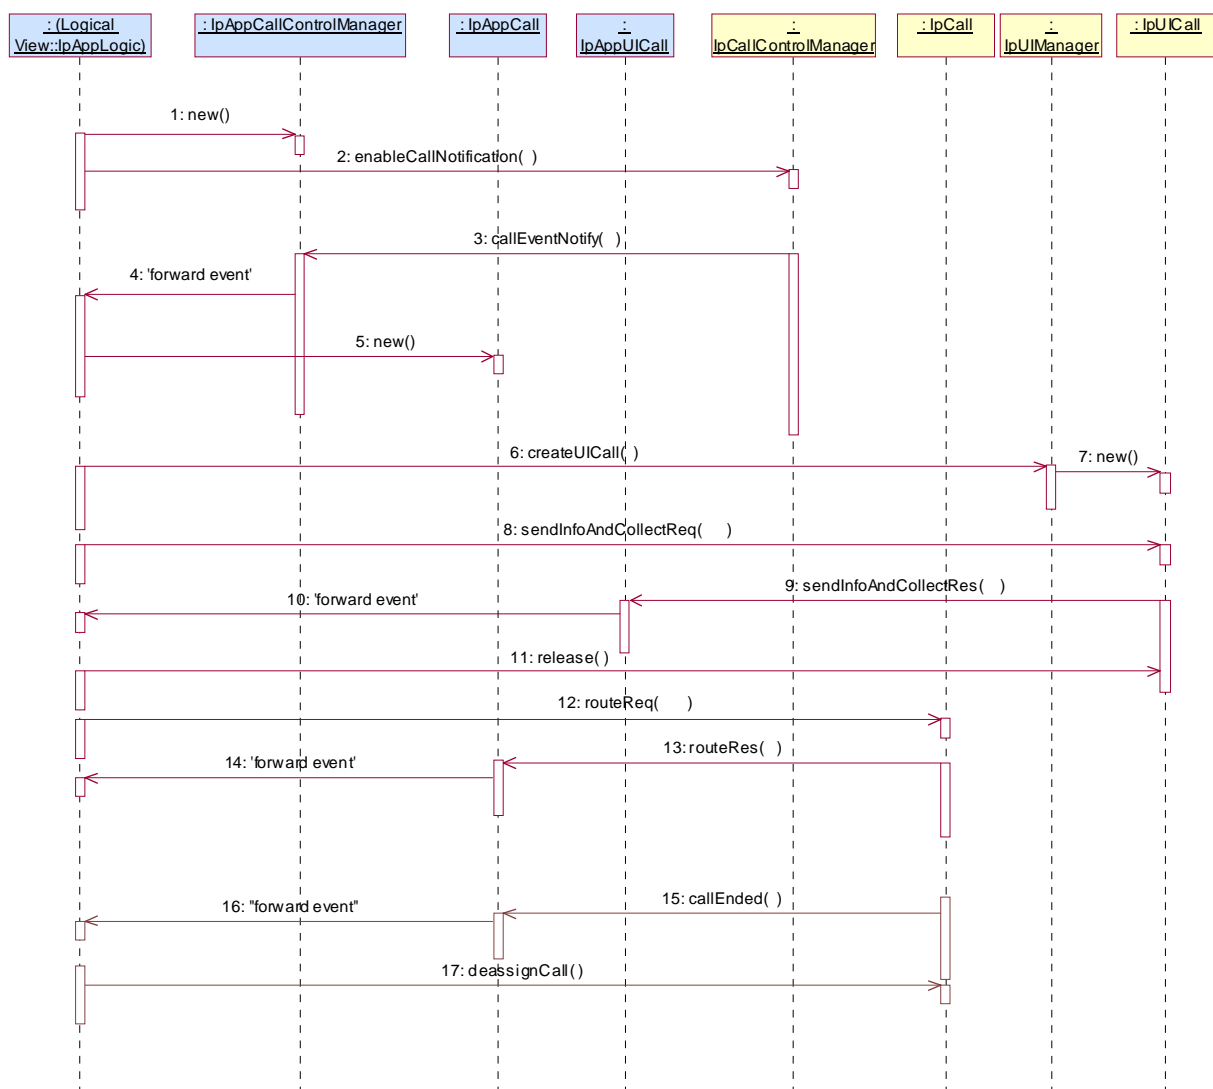 : (Logical
View::IpAppLogic)
: IpAppCallControlManager
: IpAppCall
:
IpAppUICall
:
IpCallControlManager
: IpCall
:
IpUIManager
: IpUICall
1: new()
2: enableCallNotification( )
3: callEventNotify( )
4: 'forward event'
5: new()
6: createUICall( )
7: new()
8: sendInfoAndCollectReq( )
9: sendInfoAndCollectRes( )
10: 'forward event'
11: release( )
12: routeReq( )
13: routeRes( )
14: 'forward event'
15: callEnded( )
16: "forward event"
17: deassignCall( )